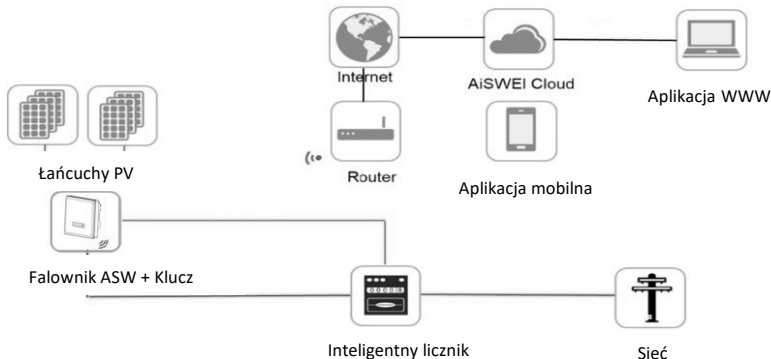 Internet
AiSWEI Cloud
Aplikacja WWW
Łańcuchy PV
Router
Aplikacja mobilna
Falownik ASW + Klucz
Inteligentny licznik
Sieć